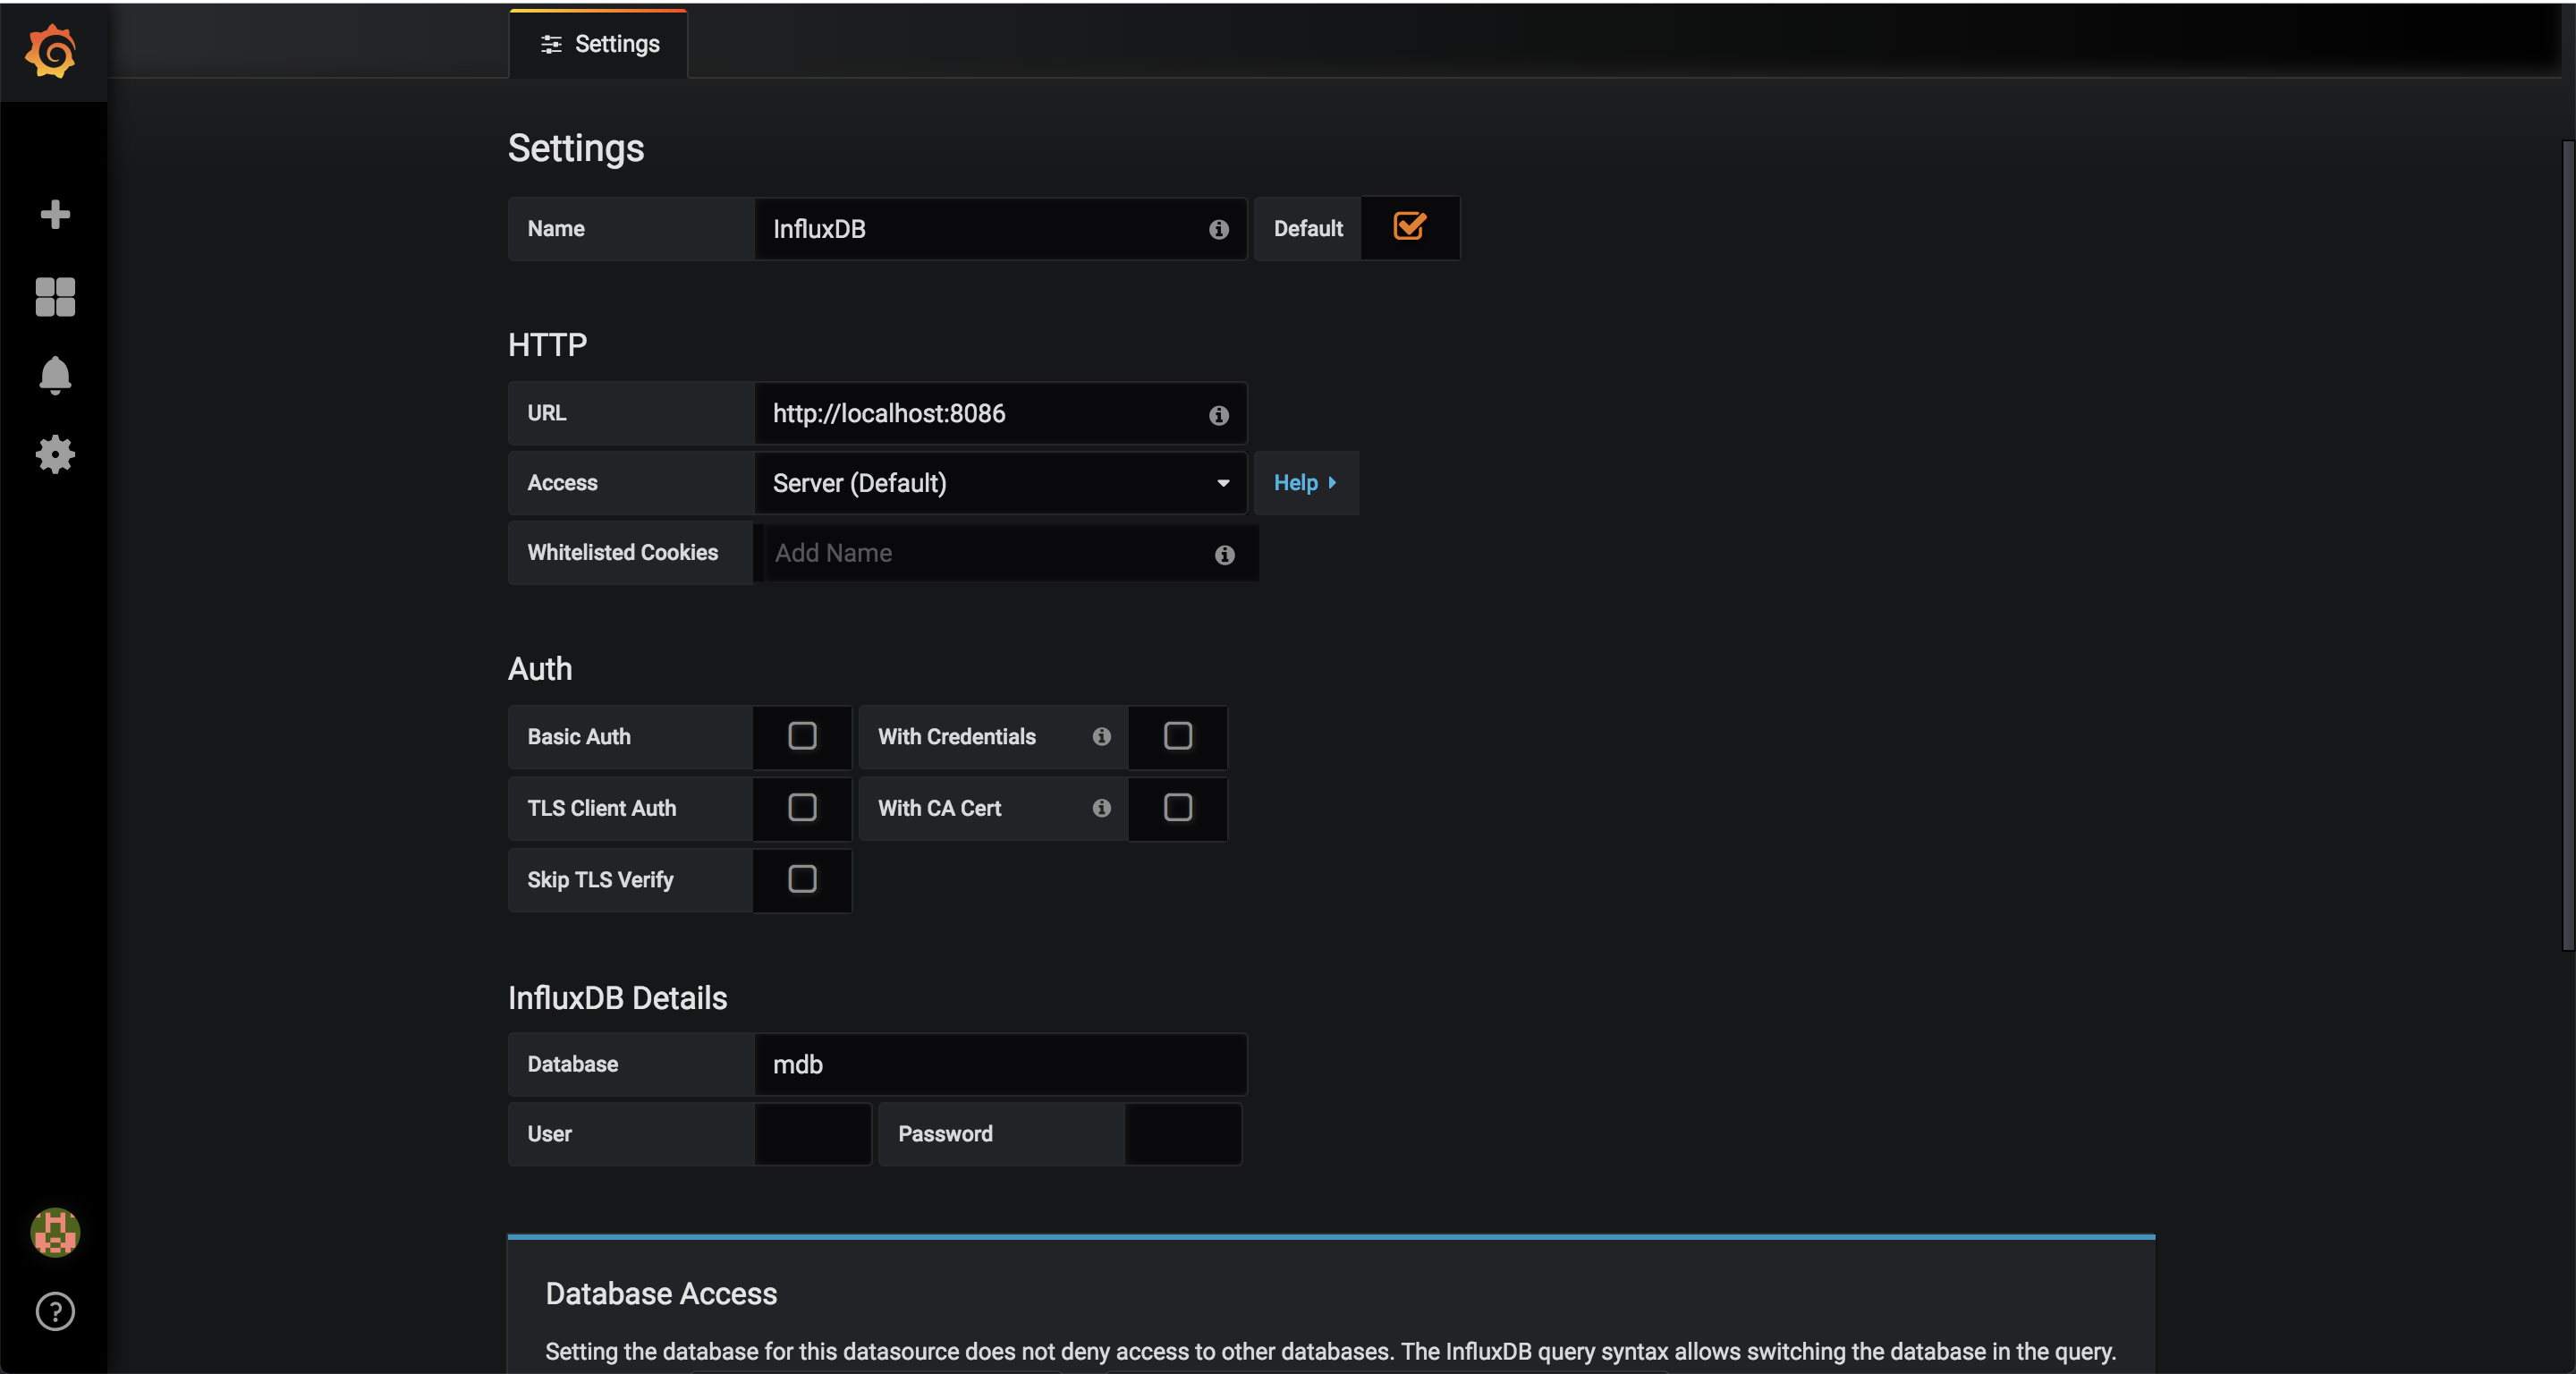 Settings
Settings
Name InfluxDB Default
HTTP
URL http://localhost:8086
Access Server (Default) Help
Whitelisted Cookies Add Name
Auth
Basic Auth With Credentials
TLS Client Auth With CA Cert
Skip TLS Verify
InfluxDB Details
Database mdb
User Password
Database Access
Setting the database for this datasource does not deny access to other databases. The InfluxDB query syntax allows switching the database in the query.